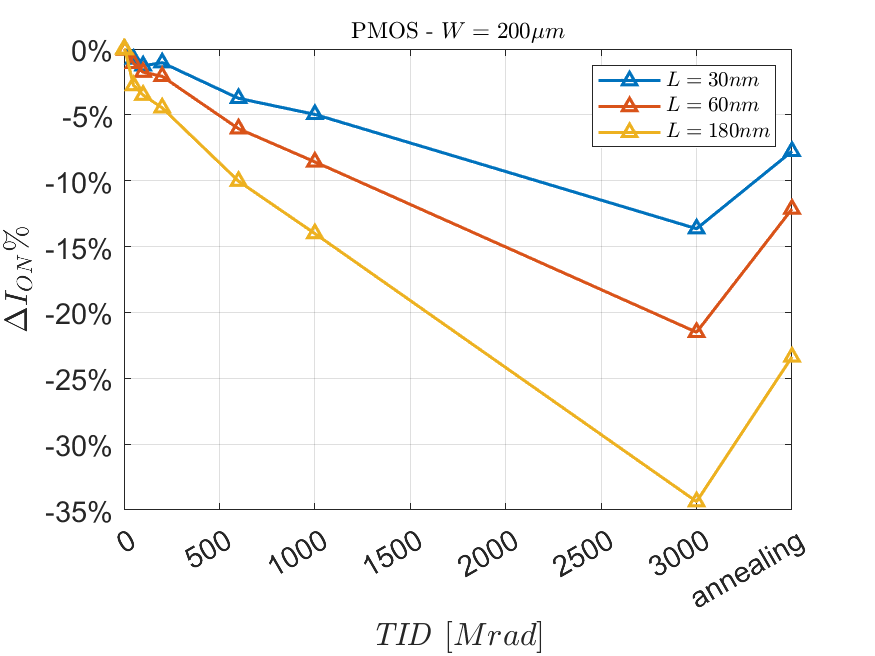 PMOS - W = 200μm
0%
-5%
-10%
-15%
-20%
-25%
-30%
-35%
ΔI_ON%
L = 30nm
L = 60nm
L = 180nm
0
500
1000
1500
2000
2500
3000
annealing
TID [Mrad]